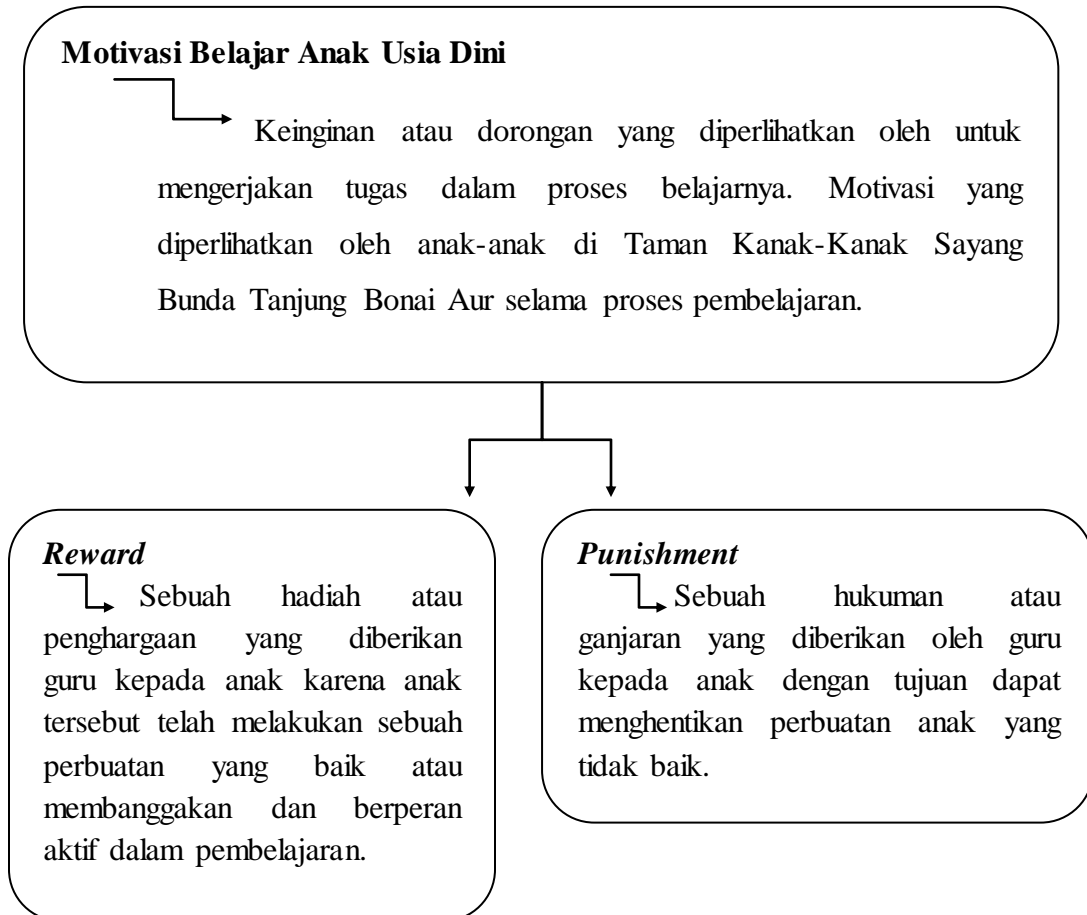 Motivasi Belajar Anak Usia Dini
Keinginan atau dorongan yang diperlihatkan oleh untuk
mengerjakan tugas dalam proses belajarnya. Motivasi yang
diperlihatkan oleh anak-anak di Taman Kanak-Kanak Sayang
Bunda Tanjung Bonai Aur selama proses pembelajaran.
Reward
Sebuah hadiah atau
penghargaan yang diberikan
guru kepada anak karena anak
tersebut telah melakukan sebuah
perbuatan yang baik atau
membanggakan dan berperan
aktif dalam pembelajaran.
Punishment
Sebuah hukuman atau
ganjaran yang diberikan oleh guru
kepada anak dengan tujuan dapat
menghentikan perbuatan anak yang
tidak baik.